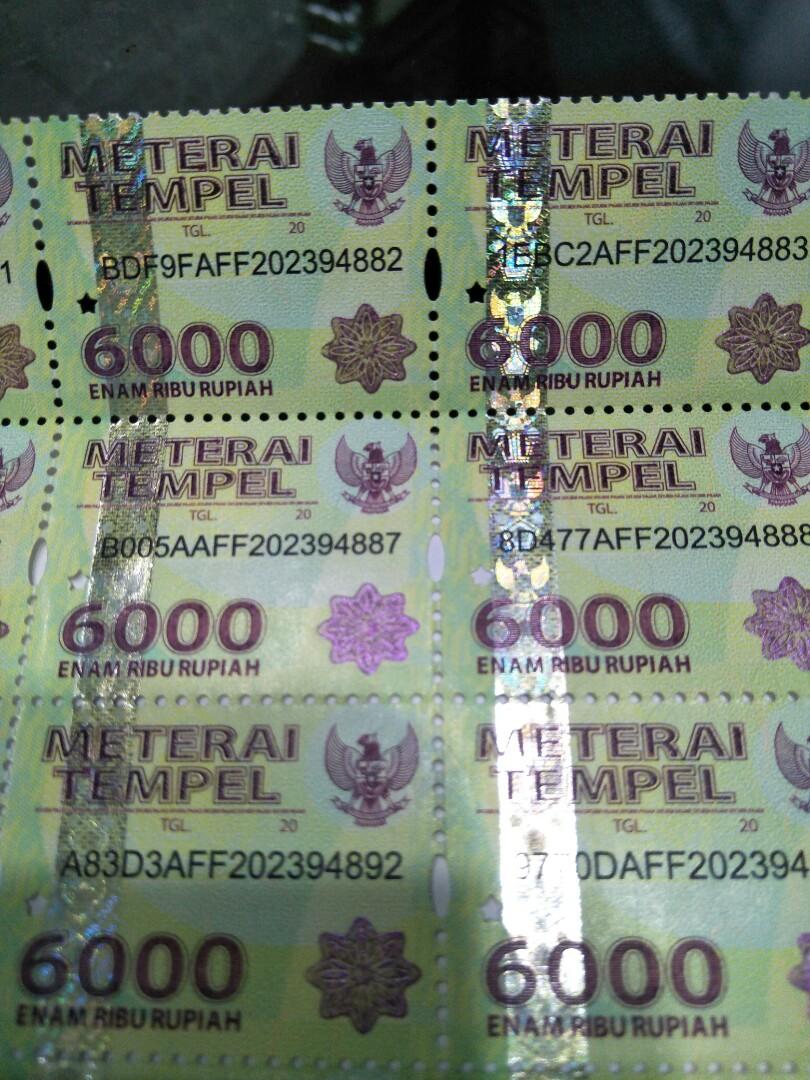 METERAI
TEMPEL
TGL. 20
BDF9FAFF202394882
6000
ENAM RIBU RUPIAH
METERAI
TEMPEL
TGL. 20
1EBC2AFF202394883
6000
ENAM RIBU RUPIAH
1
METERAI
TEMPEL
TGL. 20
B005AAFF202394887
6000
ENAM RIBU RUPIAH
METERAI
TEMPEL
TGL. 20
8D477AFF202394888
6000
ENAM RIBU RUPIAH
METERAI
TEMPEL
TGL. 20
A83D3AFF202394892
6000
ENAM RIBU RUPIAH
METERAI
TEMPEL
TGL. 20
6000
ENAM RIBU RUPIAH